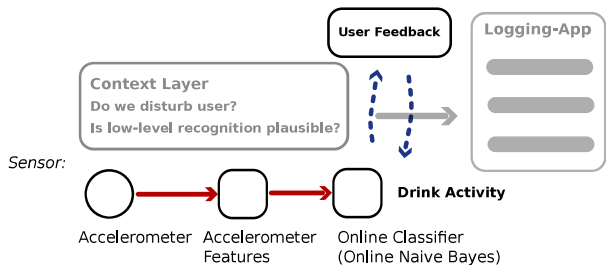 User Feedback
Logging-App
Context Layer
Do we disturb user?
Is low-level recognition plausible?
Sensor:
Drink Activity
Accelerometer
Accelerometer
Features
Online Classifier
(Online Naive Bayes)